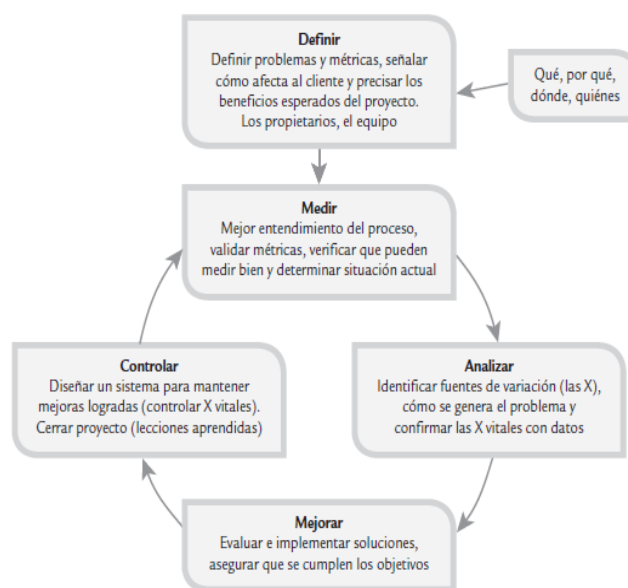 Definir
Definir problemas y métricas, señalar
cómo afecta al cliente y precisar los
beneficios esperados del proyecto.
Los propietarios, el equipo
Qué, por qué,
dónde, quiénes
Medir
Mejor entendimiento del proceso,
validar métricas, verificar que pueden
medir bien y determinar situación actual
Controlar
Diseñar un sistema para mantener
mejoras logradas (controlar X vitales).
Cerrar proyecto (lecciones aprendidas)
Analizar
Identificar fuentes de variación (las X),
cómo se genera el problema y
confirmar las X vitales con datos
Mejorar
Evaluar e implementar soluciones,
asegurar que se cumplen los objetivos